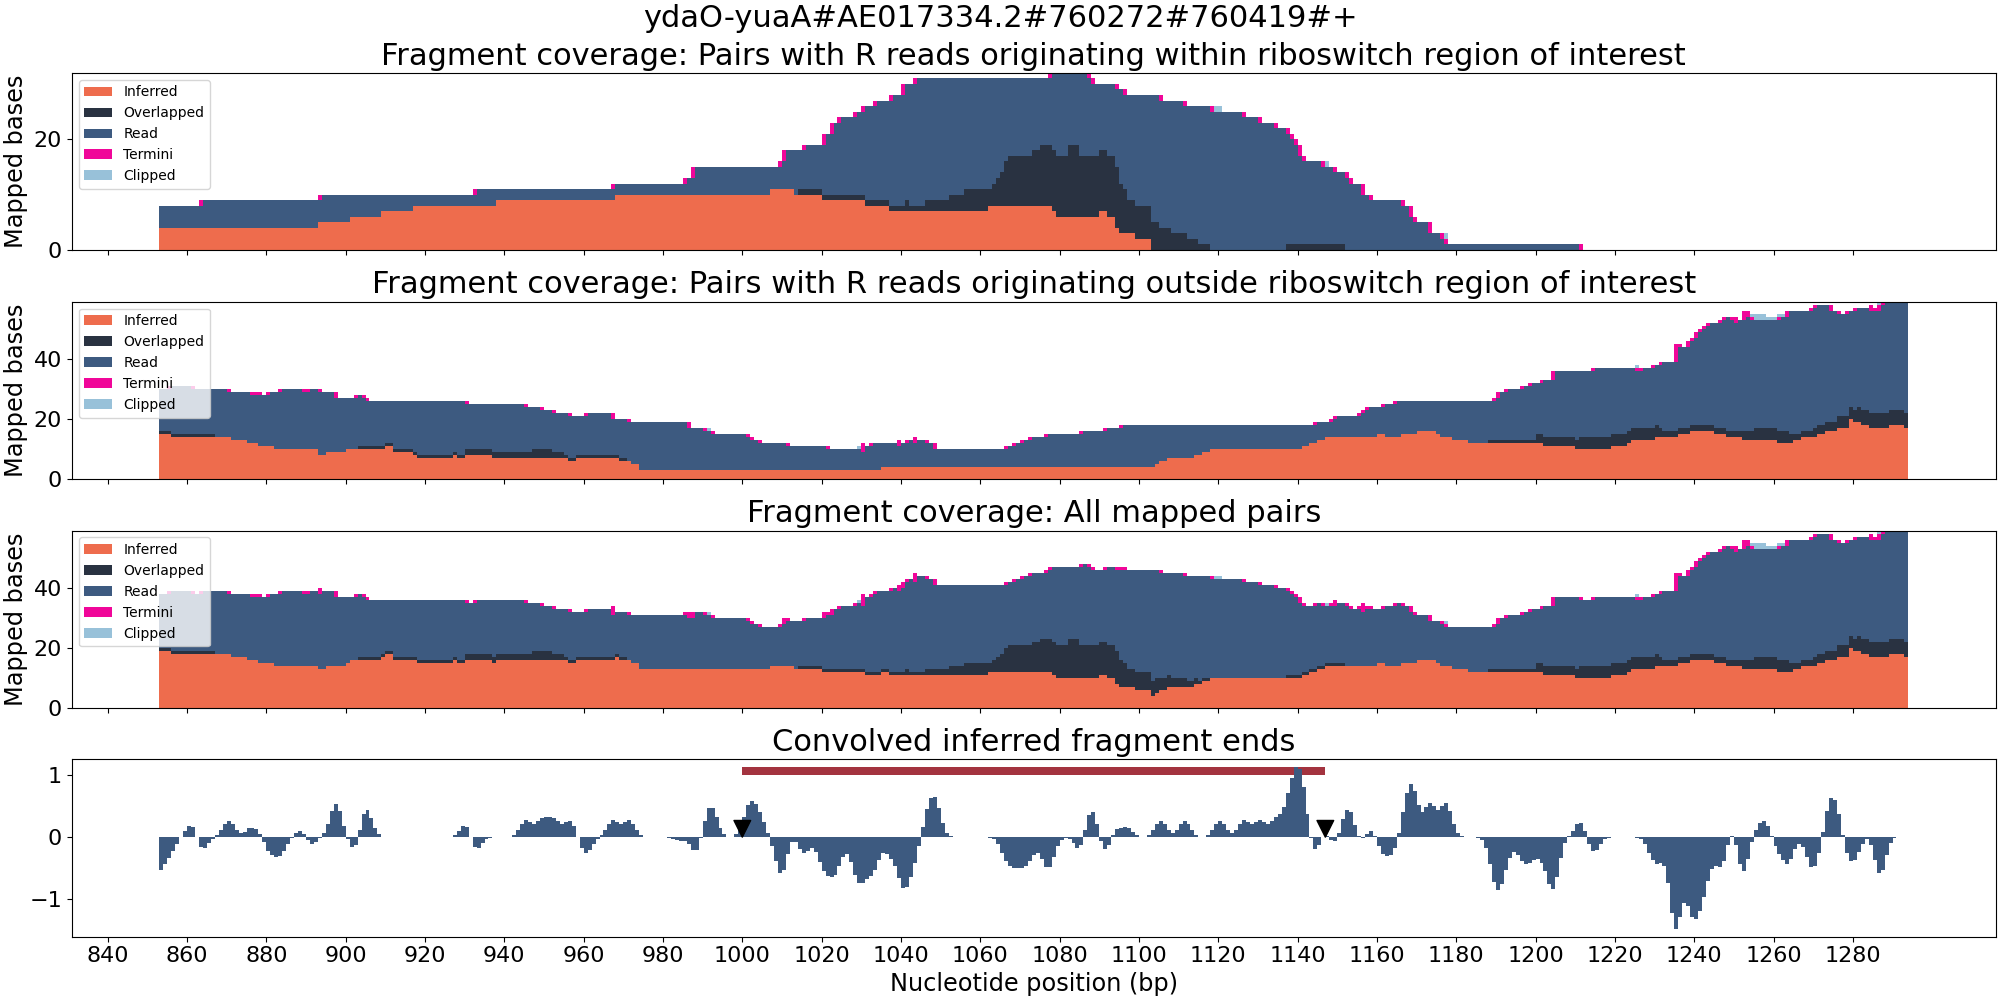 ydaO-yuaA#AE017334.2#760272#760419#+
Fragment coverage: Pairs with R reads originating within riboswitch region of interest
Mapped bases
20
0
Inferred
Overlapped
Read
Termini
Clipped
Fragment coverage: Pairs with R reads originating outside riboswitch region of interest
Mapped bases
40
20
0
Inferred
Overlapped
Read
Termini
Clipped
Fragment coverage: All mapped pairs
Mapped bases
40
20
0
Inferred
Overlapped
Read
Termini
Clipped
Convolved inferred fragment ends
1
0
−1
840 860 880 900 920 940 960 980 1000 1020 1040 1060 1080 1100 1120 1140 1160 1180 1200 1220 1240 1260 1280
Nucleotide position (bp)